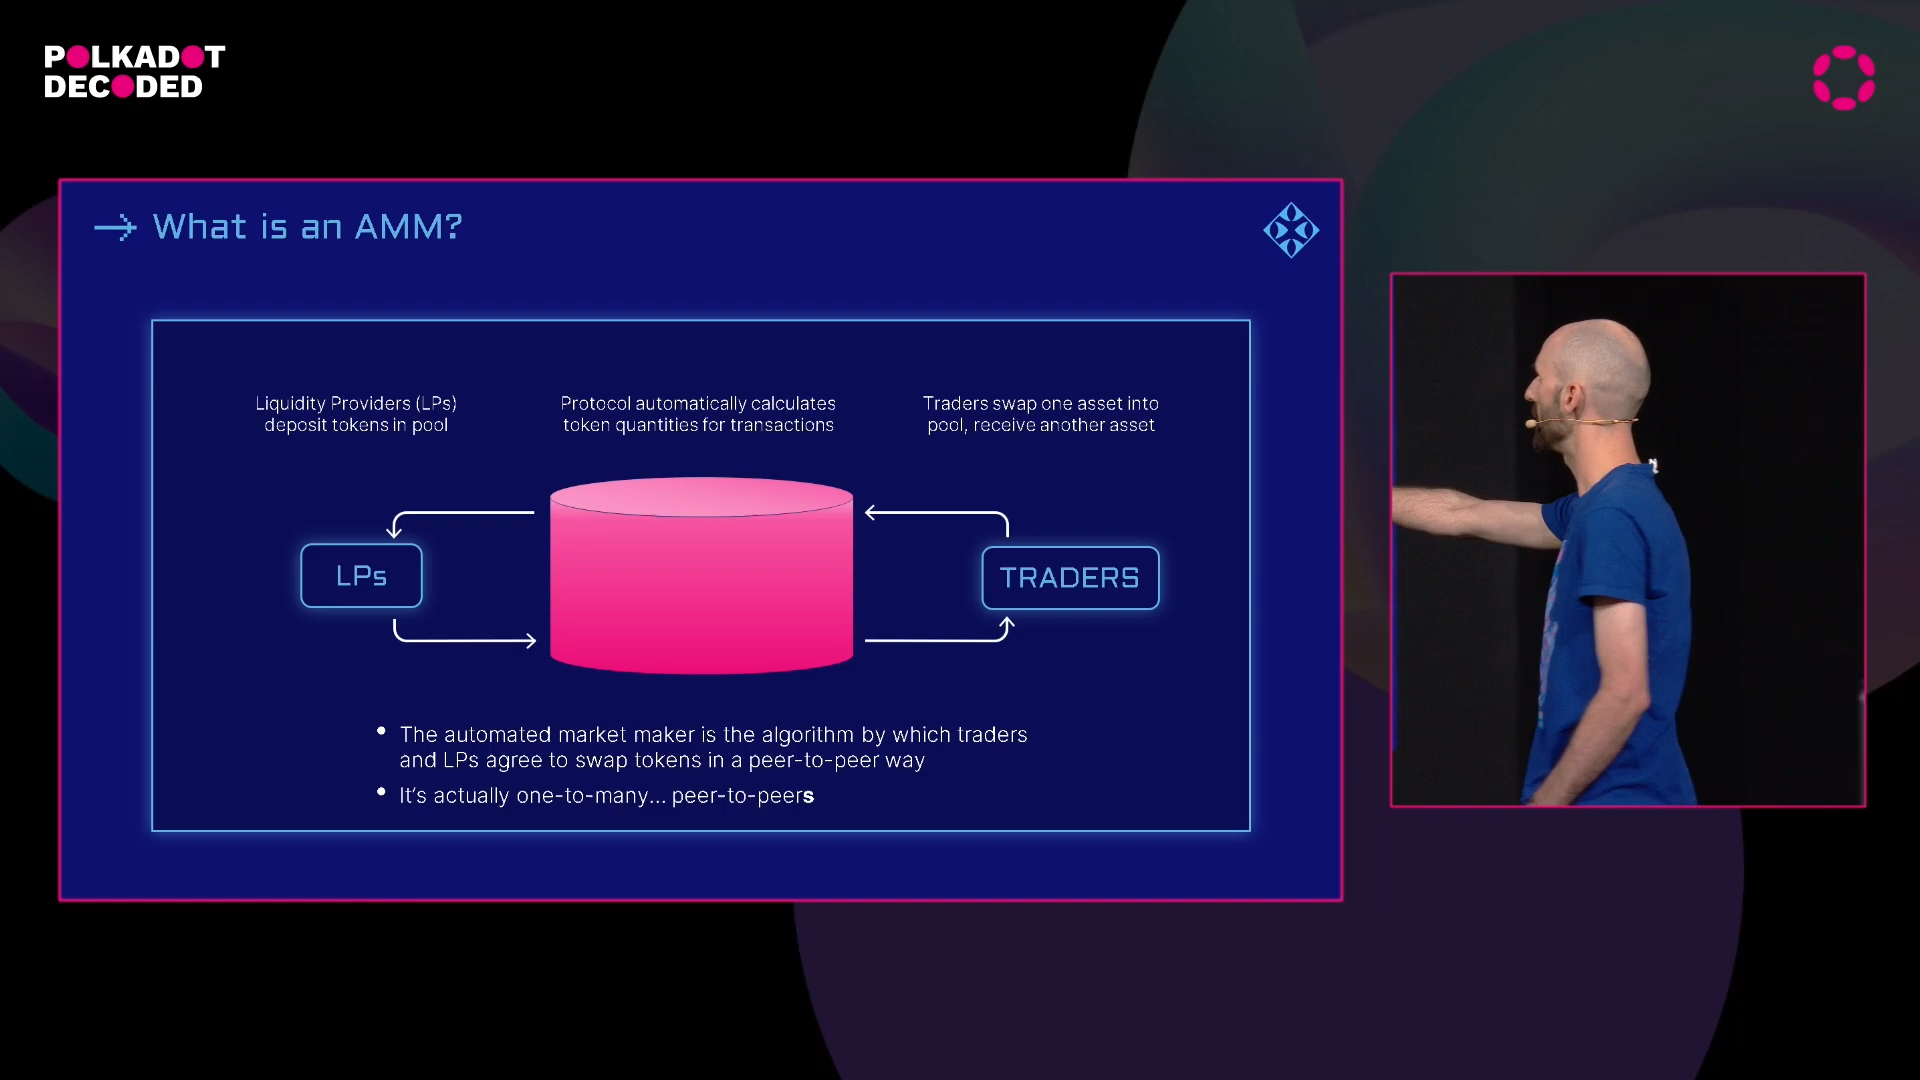 POLKADOT
DECODED
What is an AMM?
Liquidity Providers (LPs)
deposit tokens in pool
Protocol automatically calculates
token quantities for transactions
Traders swap one asset into
pool, receive another asset
LPs
TRADERS
• The automated market maker is the algorithm by which traders
and LPs agree to swap tokens in a peer-to-peer way
• It’s actually one-to-many... peer-to-peers